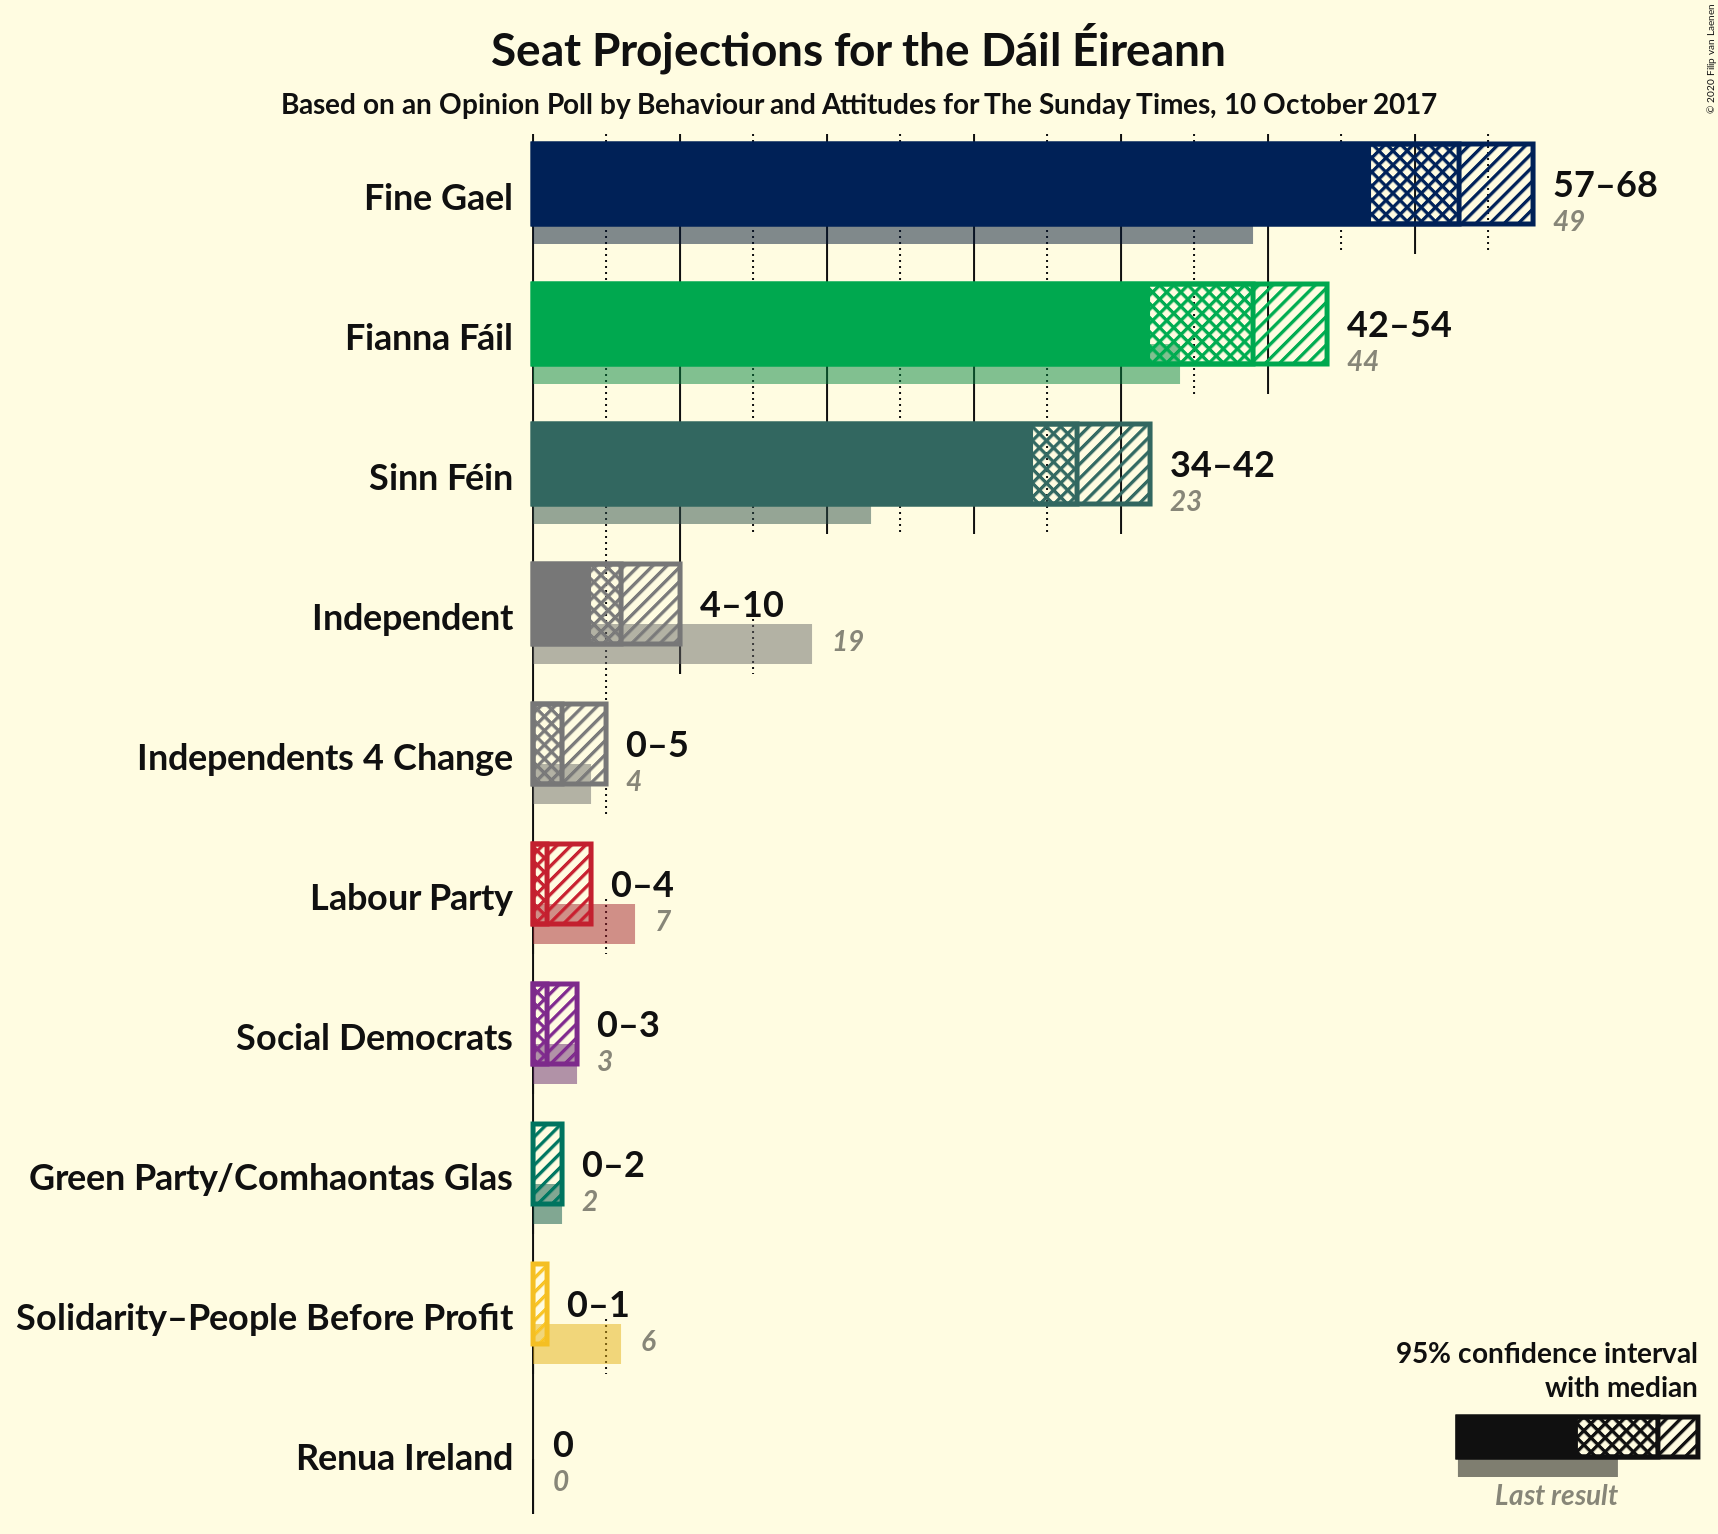 Seat Projections for the Dáil Éireann
Based on an Opinion Poll by Behaviour and Attitudes for The Sunday Times, 10 October 2017
© 2020 Filip van Laenen
Fine Gael
57–68
49
Fianna Fáil
42–54
44
Sinn Féin
34–42
23
Independent
4–10
19
Independents 4 Change
0–5
4
Labour Party
0–4
7
Social Democrats
0–3
3
Green Party/Comhaontas Glas
0–2
2
Solidarity–People Before Profit
0–1
6
Renua Ireland
0
0
95% confidence interval
with median
Last result